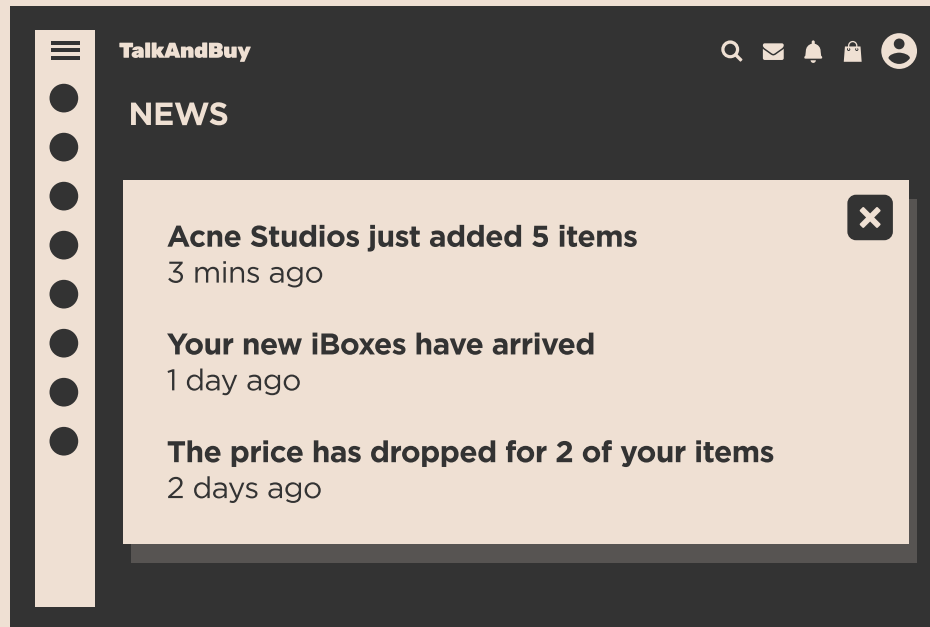 TalkAndBuy
NEWS
Acne Studios just added 5 items
3 mins ago
Your new iBoxes have arrived
1 day ago
The price has dropped for 2 of your items
2 days ago